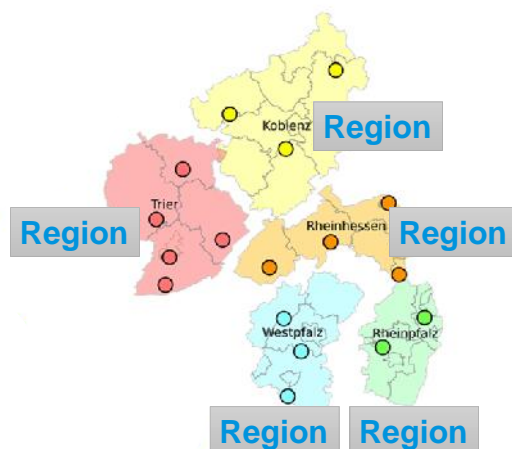 Koblenz
Region
Trier
Region
Rheinhessen
Region
Westpfalz
Rheinpfalz
Region
Region